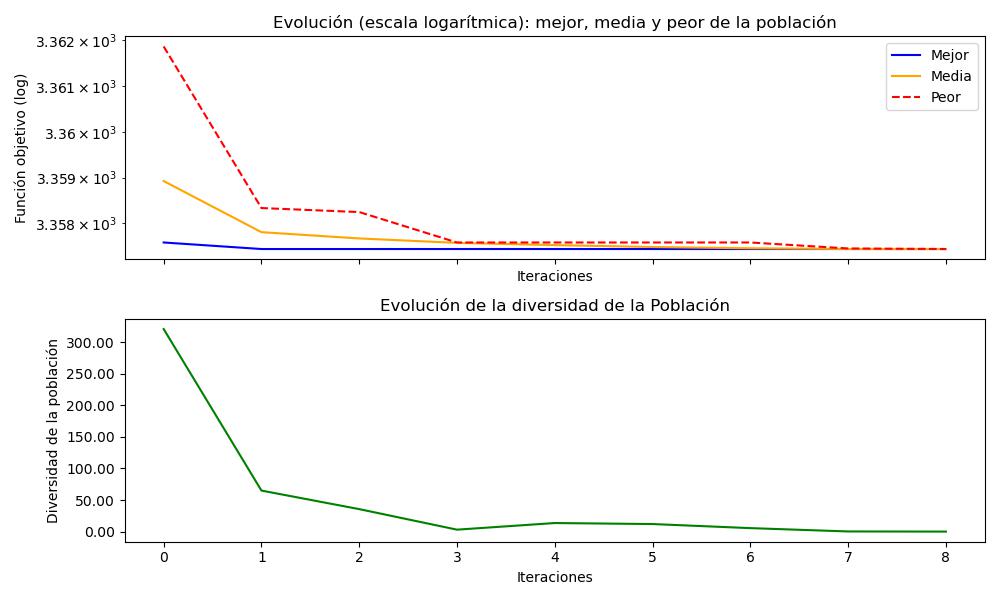 Evolución (escala logarítmica): mejor, media y peor de la población
Función objetivo (log)
3.362 × 10³
3.361 × 10³
3.36 × 10³
3.359 × 10³
3.358 × 10³
Mejor
Media
Peor
Iteraciones
Evolución de la diversidad de la Población
Diversidad de la población
300.00
250.00
200.00
150.00
100.00
50.00
0.00
0 1 2 3 4 5 6 7 8
Iteraciones